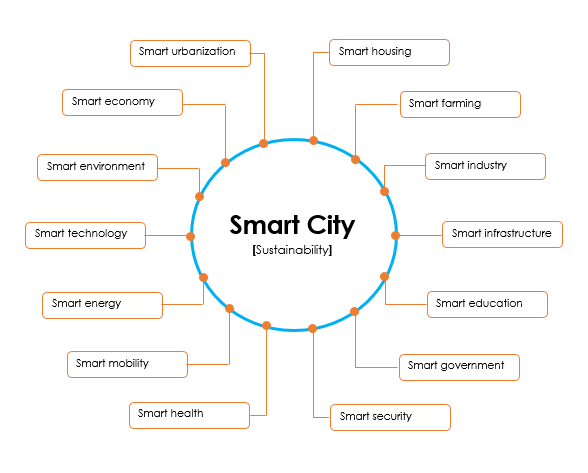 Smart urbanization
Smart housing
Smart economy
Smart farming
Smart environment
Smart industry
Smart City
[Sustainability]
Smart technology
Smart infrastructure
Smart energy
Smart education
Smart mobility
Smart government
Smart health
Smart security